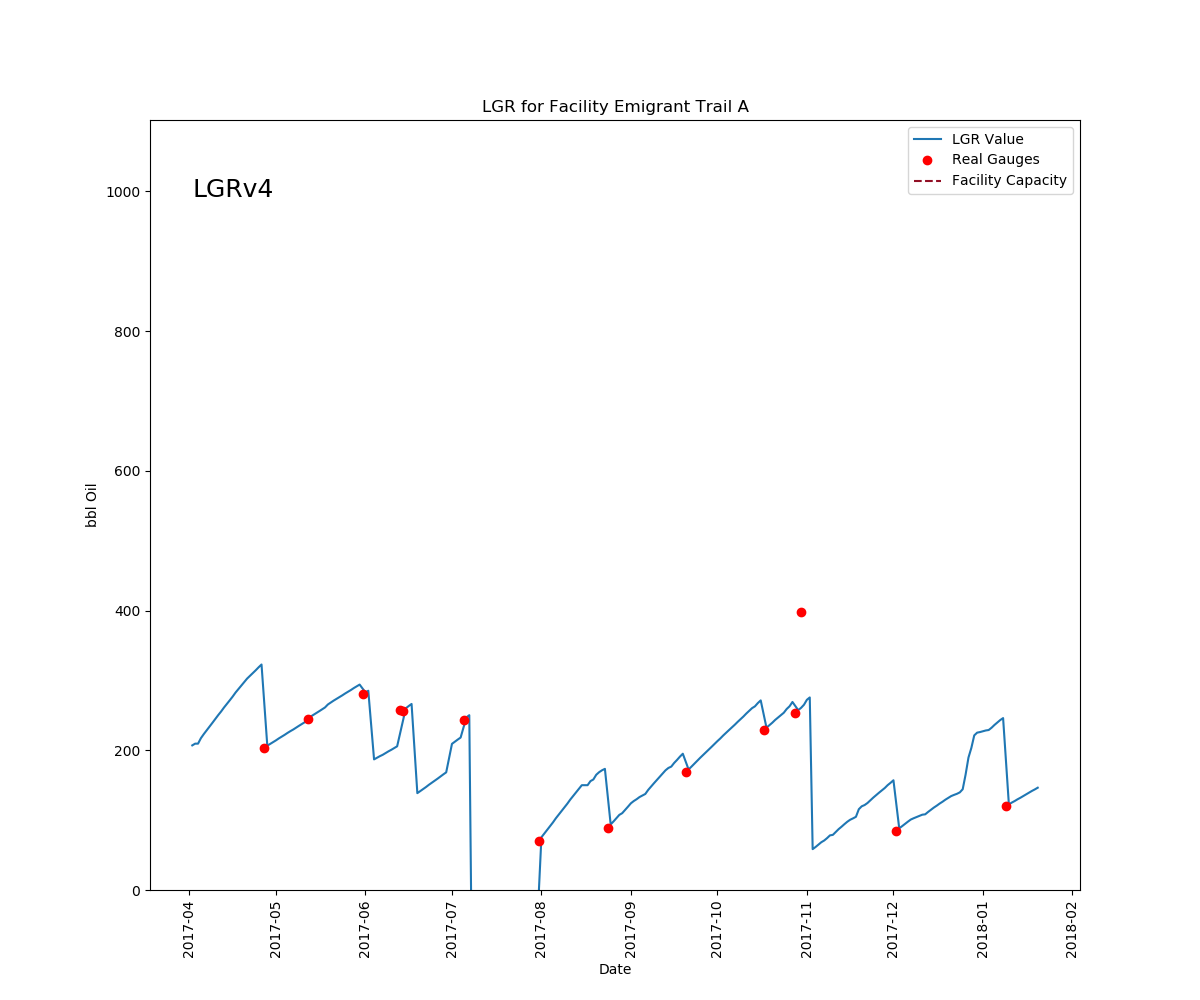 LGR for Facility Emigrant Trail A
LGRv4
LGR Value
Real Gauges
Facility Capacity
1000
800
600
400
200
0
bbl Oil
2017-04
2017-05
2017-06
2017-07
2017-08
2017-09
2017-10
2017-11
2017-12
2018-01
2018-02
Date